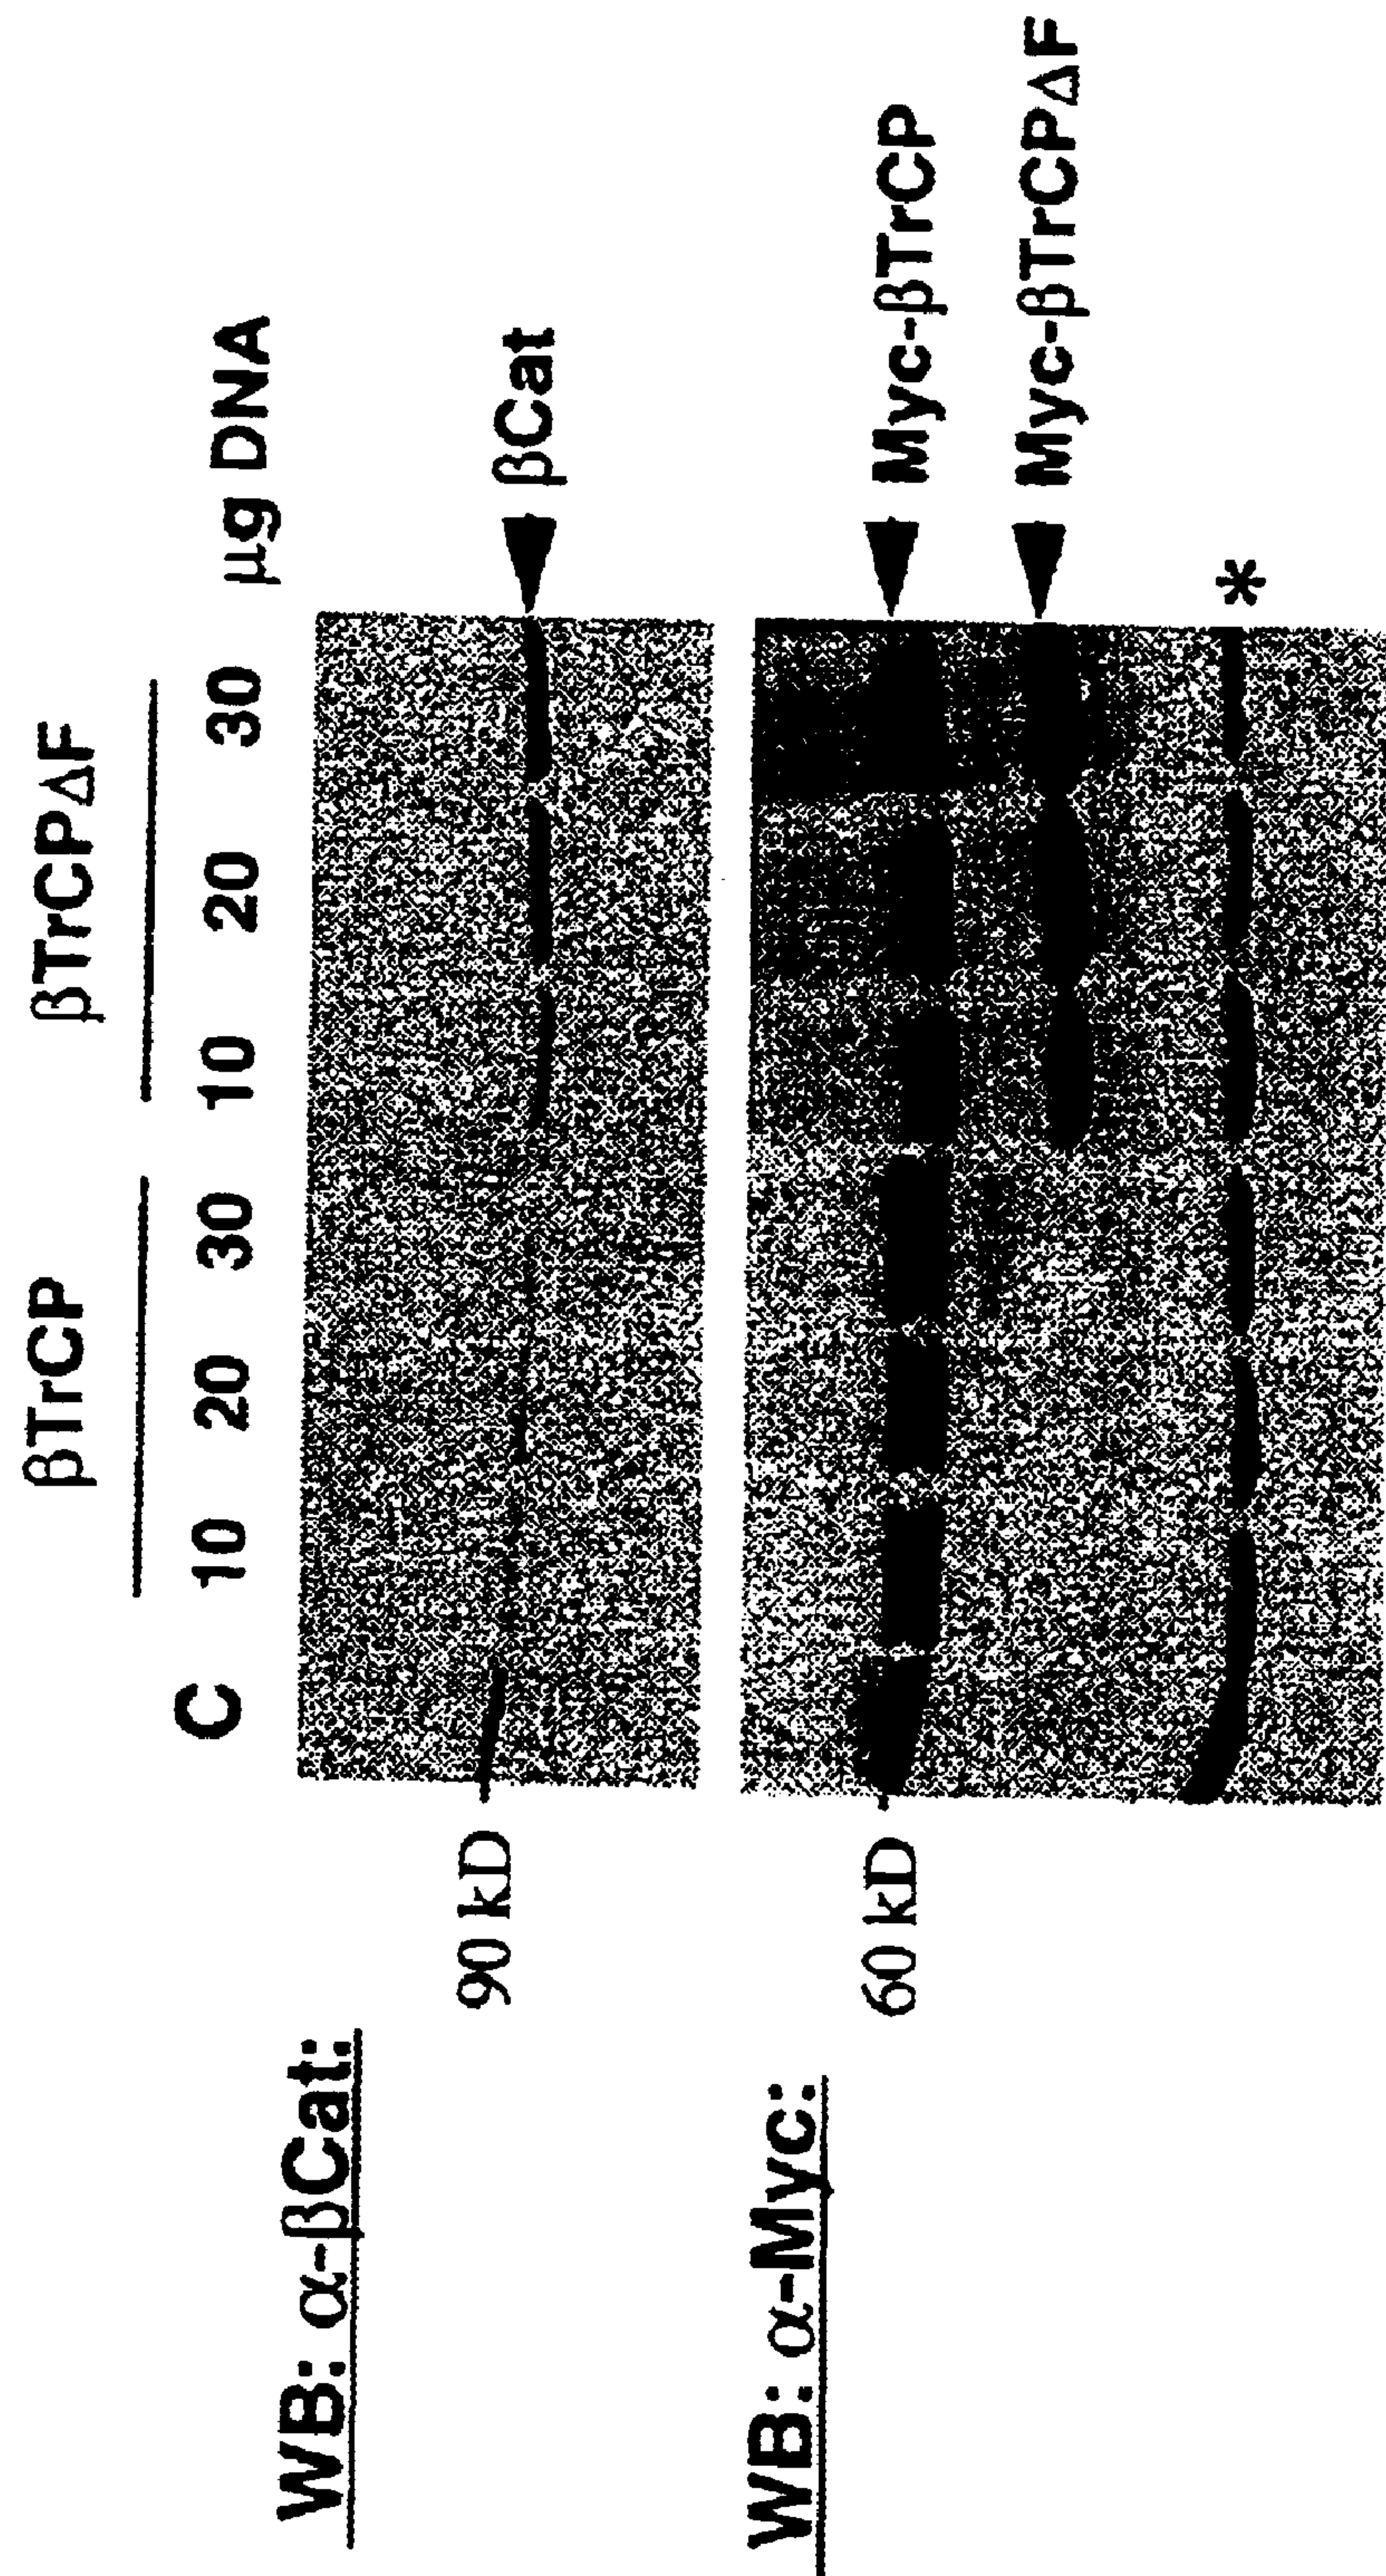 βTrCP βTrCPΔF
C 10 20 30 10 20 30 μg DNA
WB: α-βCat:
90 kD βCat
WB: α-Myc:
60 kD Myc-βTrCP
Myc-βTrCPΔF
*